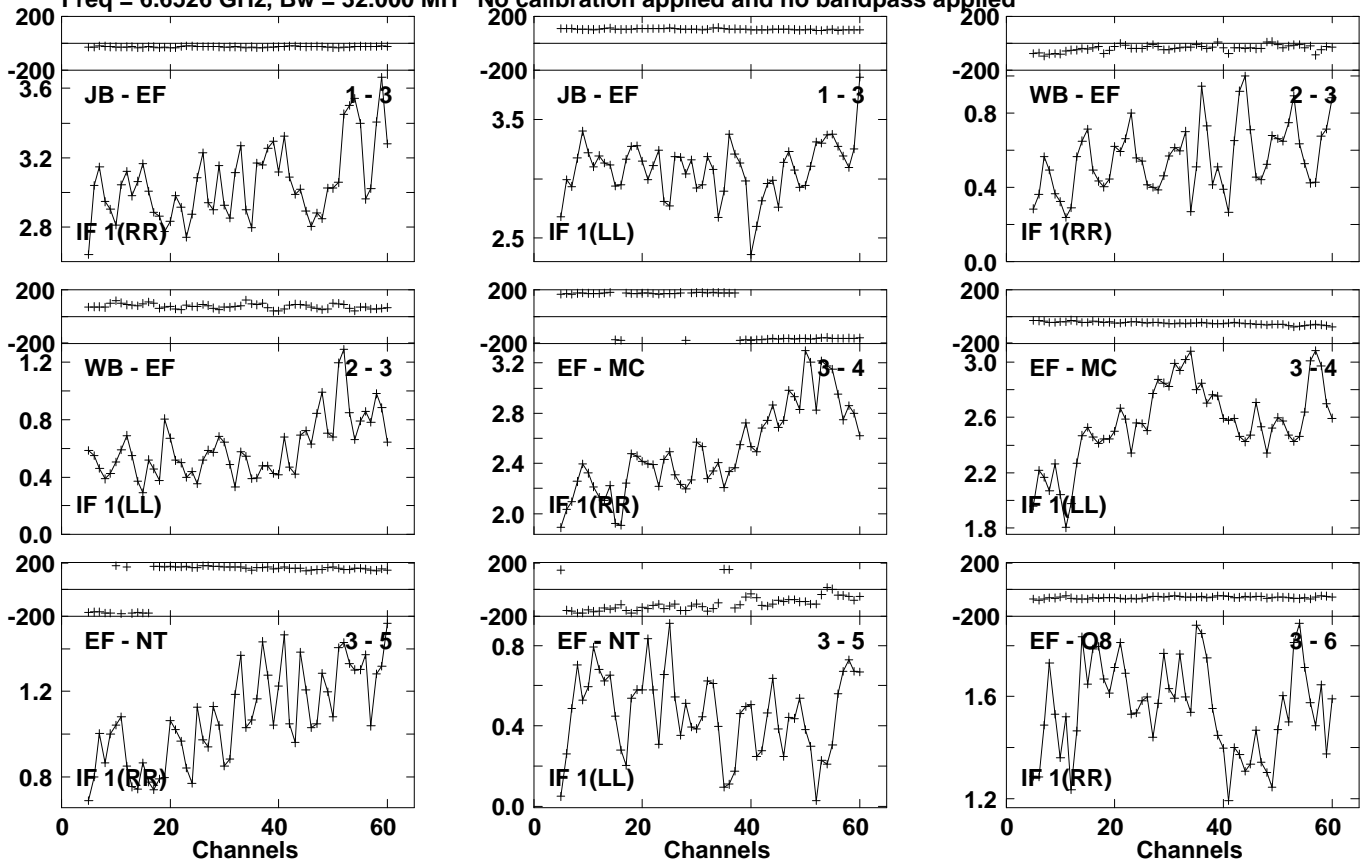 Freq = 6.6526 GHz, Bw = 32.000 MH No calibration applied and no bandpass applied
200
-200
3.6
3.2
2.8
JB - EF
1 - 3
IF 1(RR)
200
-200
3.5
2.5
JB - EF
1 - 3
IF 1(LL)
200
-200
0.8
0.4
0.0
WB - EF
2 - 3
IF 1(RR)
200
-200
1.2
0.8
0.4
0.0
WB - EF
2 - 3
IF 1(LL)
200
-200
3.2
2.8
2.4
2.0
EF - MC
3 - 4
IF 1(RR)
200
-200
3.0
2.6
2.2
1.8
EF - MC
3 - 4
IF 1(LL)
200
-200
1.2
0.8
EF - NT
3 - 5
IF 1(RR)
0 20 40 60
Channels
200
-200
0.8
0.4
0.0
EF - NT
3 - 5
IF 1(LL)
0 20 40 60
Channels
200
-200
1.6
1.2
EF - O8
3 - 6
IF 1(RR)
0 20 40 60
Channels